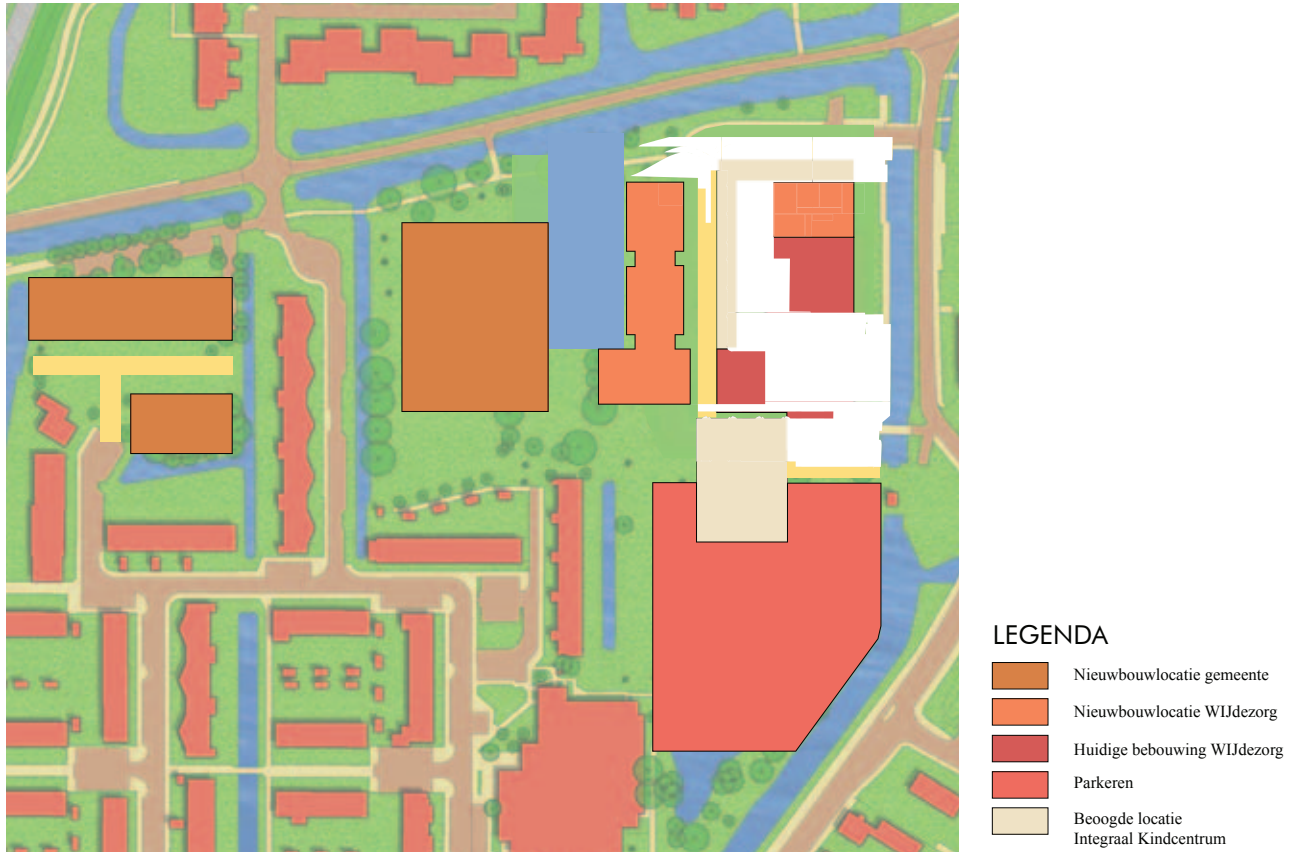 LEGENDA
Nieuwbouwlocatie gemeente
Nieuwbouwlocatie WIJdezorg
Huidige bebouwing WIJdezorg
Parkeren
Beoogde locatie
Integraal Kindcentrum